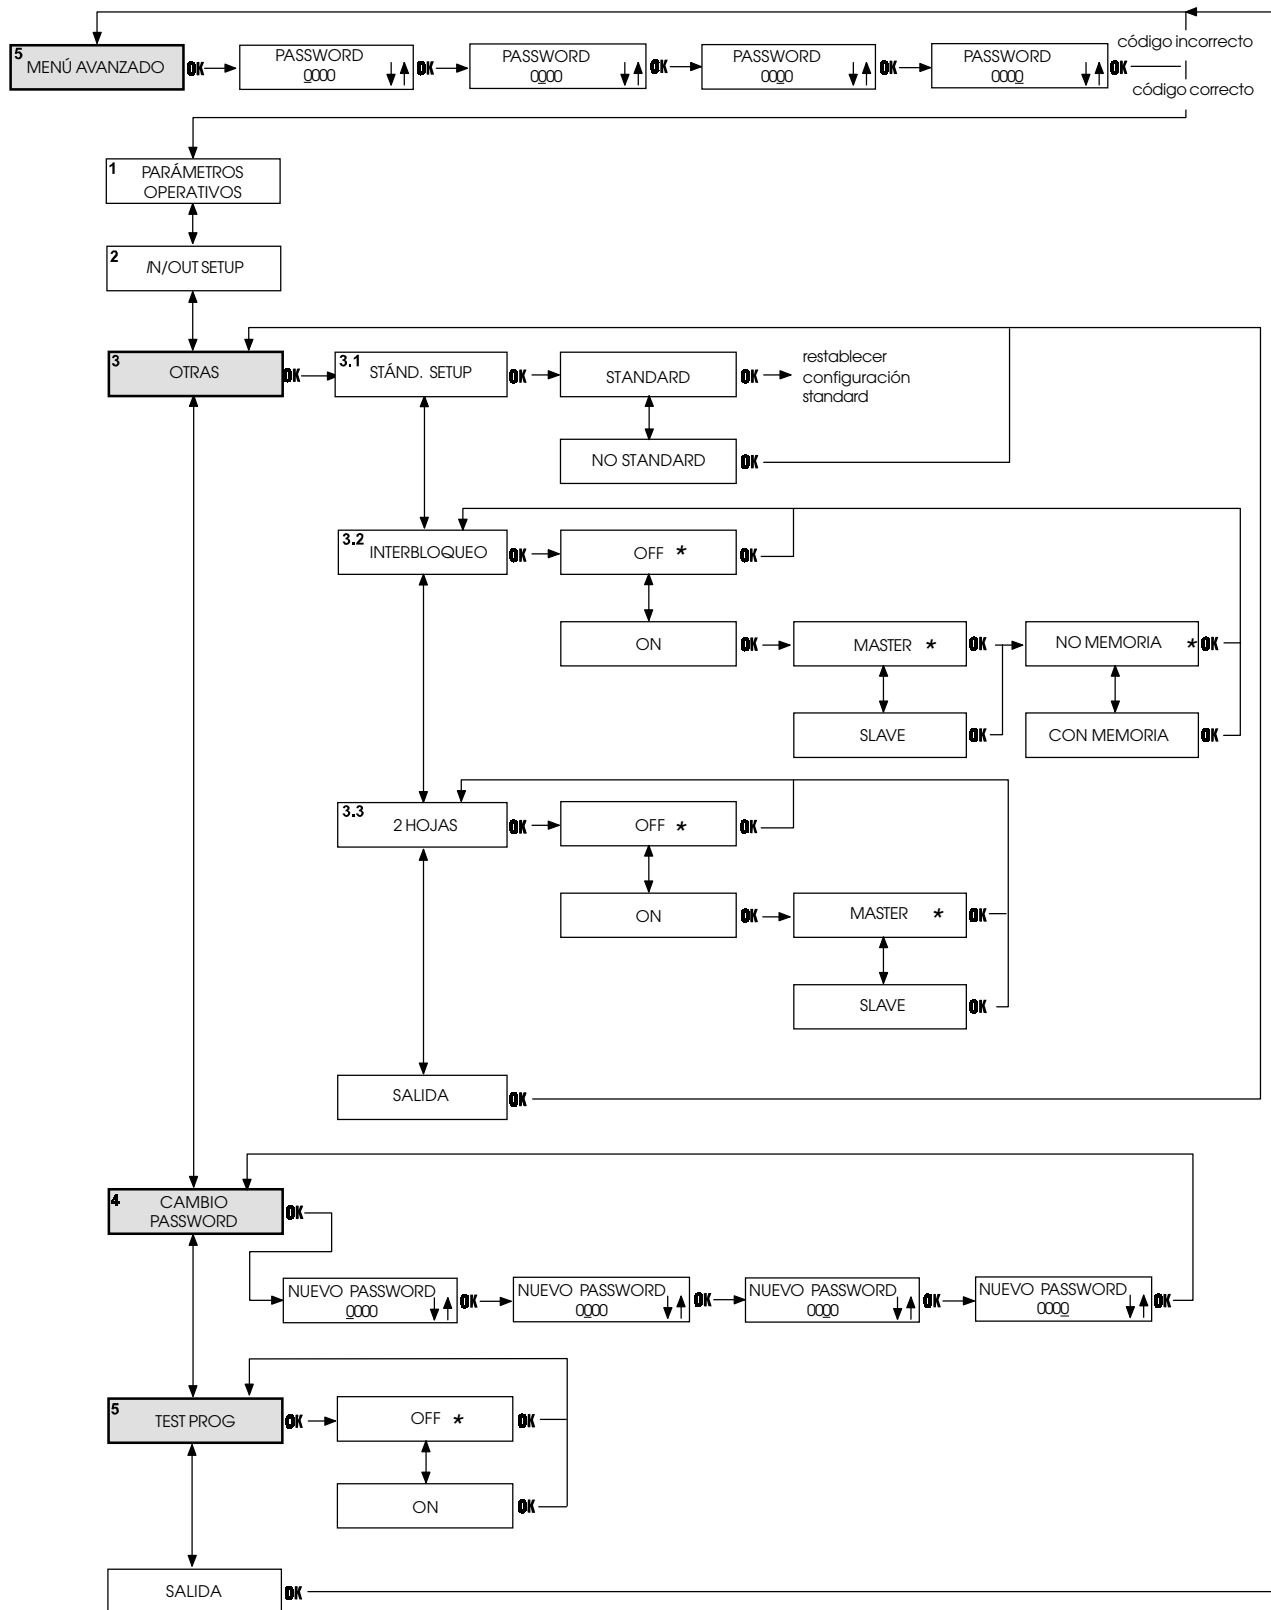 código incorrecto
5
MENÚ AVANZADO
OK
PASSWORD
0000
OK
PASSWORD
0000
OK
PASSWORD
0000
OK
PASSWORD
0000
OK
código correcto
1
PARÁMETROS
OPERATIVOS
2
IN/OUT SETUP
3
OTRAS
OK
3.1
STÁND. SETUP
OK
STANDARD
OK
restablecer
configuración
standard
NO STANDARD
OK
3.2
INTERBLOQUEO
OK
OFF *
OK
ON
OK
MASTER *
OK
NO MEMORIA *
OK
SLAVE
OK
CON MEMORIA
OK
3.3
2 HOJAS
OK
OFF *
OK
ON
OK
MASTER *
OK
SLAVE
OK
SALIDA
OK
4
CAMBIO
PASSWORD
OK
NUEVO PASSWORD
0000
OK
NUEVO PASSWORD
0000
OK
NUEVO PASSWORD
0000
OK
NUEVO PASSWORD
0000
OK
5
TEST PROG
OK
OFF *
OK
ON
OK
SALIDA
OK